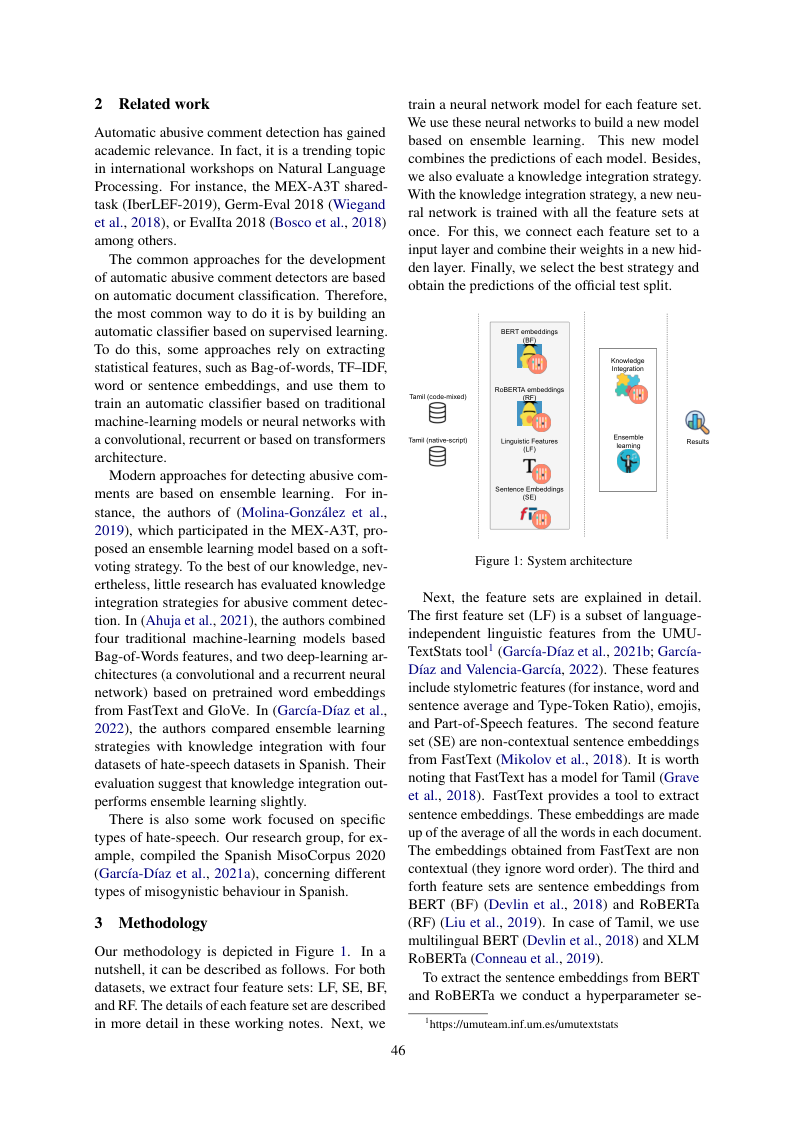 2 Related work
Automatic abusive comment detection has gained
academic relevance. In fact, it is a trending topic
in international workshops on Natural Language
Processing. For instance, the MEX-A3T shared-
task (IberLEF-2019), Germ-Eval 2018 (Wiegand
et al., 2018), or EvalIta 2018 (Bosco et al., 2018)
among others.
The common approaches for the development
of automatic abusive comment detectors are based
on automatic document classification. Therefore,
the most common way to do it is by building an
automatic classifier based on supervised learning.
To do this, some approaches rely on extracting
statistical features, such as Bag-of-words, TF–IDF,
word or sentence embeddings, and use them to
train an automatic classifier based on traditional
machine-learning models or neural networks with
a convolutional, recurrent or based on transformers
architecture.
Modern approaches for detecting abusive com-
ments are based on ensemble learning. For in-
stance, the authors of (Molina-González et al.,
2019), which participated in the MEX-A3T, pro-
posed an ensemble learning model based on a soft-
voting strategy. To the best of our knowledge, nev-
ertheless, little research has evaluated knowledge
integration strategies for abusive comment detec-
tion. In (Ahuja et al., 2021), the authors combined
four traditional machine-learning models based
Bag-of-Words features, and two deep-learning ar-
chitectures (a convolutional and a recurrent neural
network) based on pretrained word embeddings
from FastText and GloVe. In (García-Díaz et al.,
2022), the authors compared ensemble learning
strategies with knowledge integration with four
datasets of hate-speech datasets in Spanish. Their
evaluation suggest that knowledge integration out-
performs ensemble learning slightly.
There is also some work focused on specific
types of hate-speech. Our research group, for ex-
ample, compiled the Spanish MisoCorpus 2020
(García-Díaz et al., 2021a), concerning different
types of misogynistic behaviour in Spanish.
3 Methodology
Our methodology is depicted in Figure 1. In a
nutshell, it can be described as follows. For both
datasets, we extract four feature sets: LF, SE, BF,
and RF. The details of each feature set are described
in more detail in these working notes. Next, we
train a neural network model for each feature set.
We use these neural networks to build a new model
based on ensemble learning. This new model
combines the predictions of each model. Besides,
we also evaluate a knowledge integration strategy.
With the knowledge integration strategy, a new neu-
ral network is trained with all the feature sets at
once. For this, we connect each feature set to a
input layer and combine their weights in a new hid-
den layer. Finally, we select the best strategy and
obtain the predictions of the official test split.
Tamil (code-mixed)
Tamil (native-script)
BERT embeddings
(BF)
RoBERTA embeddings
(RF)
Linguistic Features
(LF)
T
Sentence Embeddings
(SE)
fT
Knowledge
Integration
Ensemble
learning
Results
Figure 1: System architecture
Next, the feature sets are explained in detail.
The first feature set (LF) is a subset of language-
independent linguistic features from the UMU-
TextStats tool1 (García-Díaz et al., 2021b; García-
Díaz and Valencia-García, 2022). These features
include stylometric features (for instance, word and
sentence average and Type-Token Ratio), emojis,
and Part-of-Speech features. The second feature
set (SE) are non-contextual sentence embeddings
from FastText (Mikolov et al., 2018). It is worth
noting that FastText has a model for Tamil (Grave
et al., 2018). FastText provides a tool to extract
sentence embeddings. These embeddings are made
up of the average of all the words in each document.
The embeddings obtained from FastText are non
contextual (they ignore word order). The third and
forth feature sets are sentence embeddings from
BERT (BF) (Devlin et al., 2018) and RoBERTa
(RF) (Liu et al., 2019). In case of Tamil, we use
multilingual BERT (Devlin et al., 2018) and XLM
RoBERTa (Conneau et al., 2019).
To extract the sentence embeddings from BERT
and RoBERTa we conduct a hyperparameter se-
1https://umuteam.inf.um.es/umutextstats
46